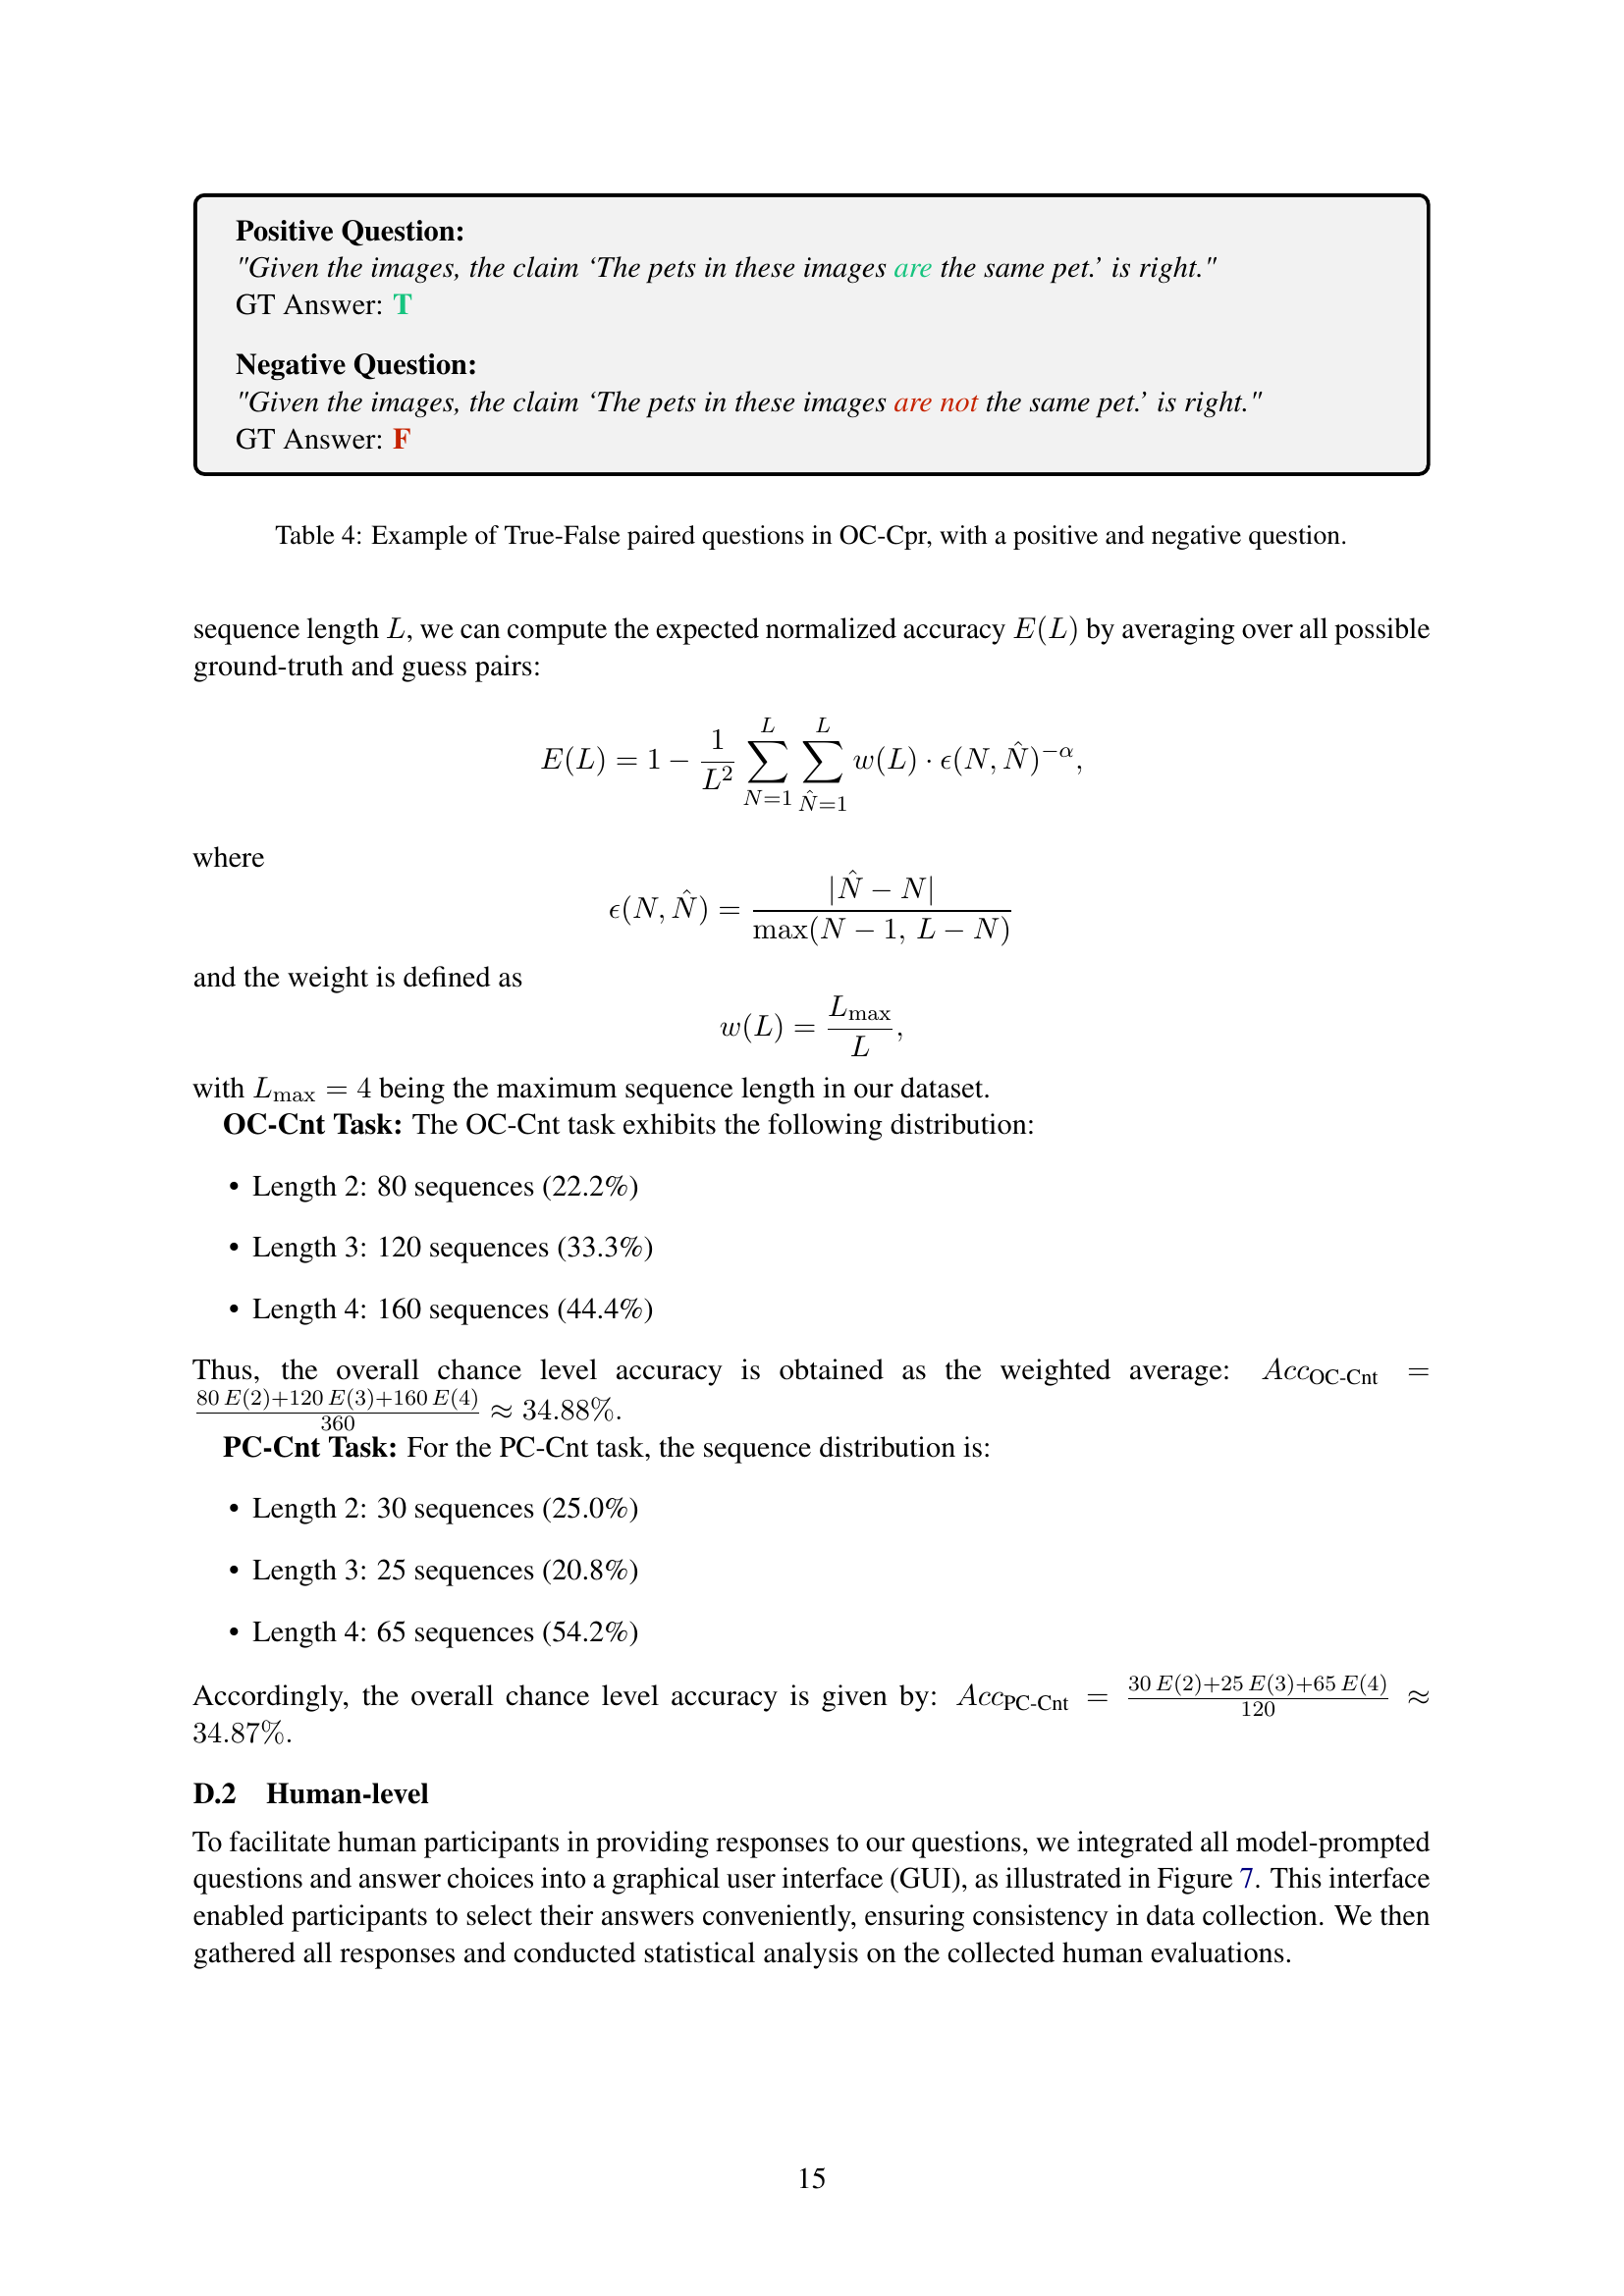 Positive Question:
"Given the images, the claim ‘The pets in these images are the same pet.’ is right."
GT Answer: T
Negative Question:
"Given the images, the claim ‘The pets in these images are not the same pet.’ is right."
GT Answer: F
Table 4: Example of True-False paired questions in OC-Cpr, with a positive and negative question.
sequence length L, we can compute the expected normalized accuracy E(L) by averaging over all possible
ground-truth and guess pairs:
E(L) = 1 − \frac{1}{L^2} \sum_{N=1}^{L} \sum_{\hat{N}=1}^{L} w(L) · ϵ(N, \hat{N})^{−α},
where
ϵ(N, \hat{N}) = \frac{|\hat{N} − N|}{max(N − 1, L − N)}
and the weight is defined as
w(L) = \frac{L_{max}}{L},
with L_{max} = 4 being the maximum sequence length in our dataset.
OC-Cnt Task: The OC-Cnt task exhibits the following distribution:
• Length 2: 80 sequences (22.2%)
• Length 3: 120 sequences (33.3%)
• Length 4: 160 sequences (44.4%)
Thus, the overall chance level accuracy is obtained as the weighted average: Acc_{OC-Cnt} =
\frac{80 E(2)+120 E(3)+160 E(4)}{360} ≈ 34.88%.
PC-Cnt Task: For the PC-Cnt task, the sequence distribution is:
• Length 2: 30 sequences (25.0%)
• Length 3: 25 sequences (20.8%)
• Length 4: 65 sequences (54.2%)
Accordingly, the overall chance level accuracy is given by: Acc_{PC-Cnt} = \frac{30 E(2)+25 E(3)+65 E(4)}{120} ≈
34.87%.
D.2 Human-level
To facilitate human participants in providing responses to our questions, we integrated all model-prompted
questions and answer choices into a graphical user interface (GUI), as illustrated in Figure 7. This interface
enabled participants to select their answers conveniently, ensuring consistency in data collection. We then
gathered all responses and conducted statistical analysis on the collected human evaluations.
15